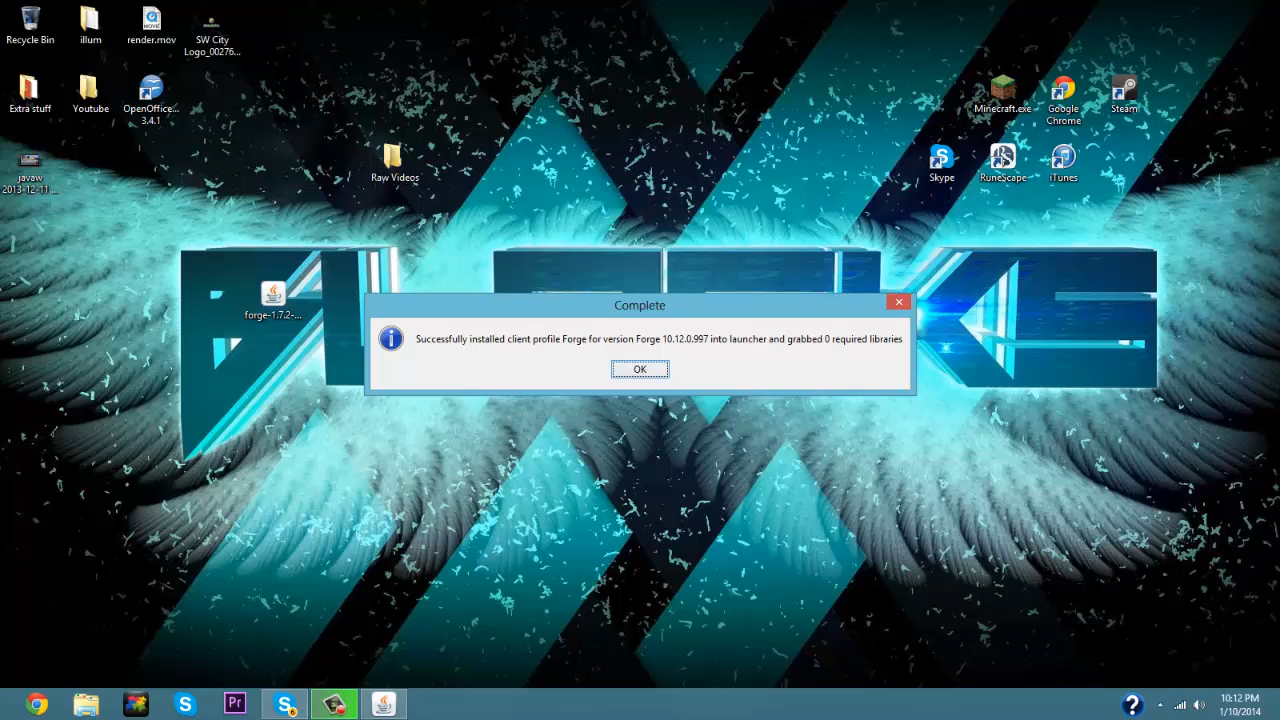 Recycle Bin
illum
render.mov
SW City
Logo_00276...
Extra stuff
Youtube
OpenOffice...
3.4.1
javaw
2013-12-11 ...
Raw Videos
Minecraft.exe
Google
Chrome
Steam
Skype
RuneScape
iTunes
forge-1.7.2-...
Complete
Successfully installed client profile Forge for version Forge 10.12.0.997 into launcher and grabbed 0 required libraries
OK
Pr
10:12 PM
1/10/2014